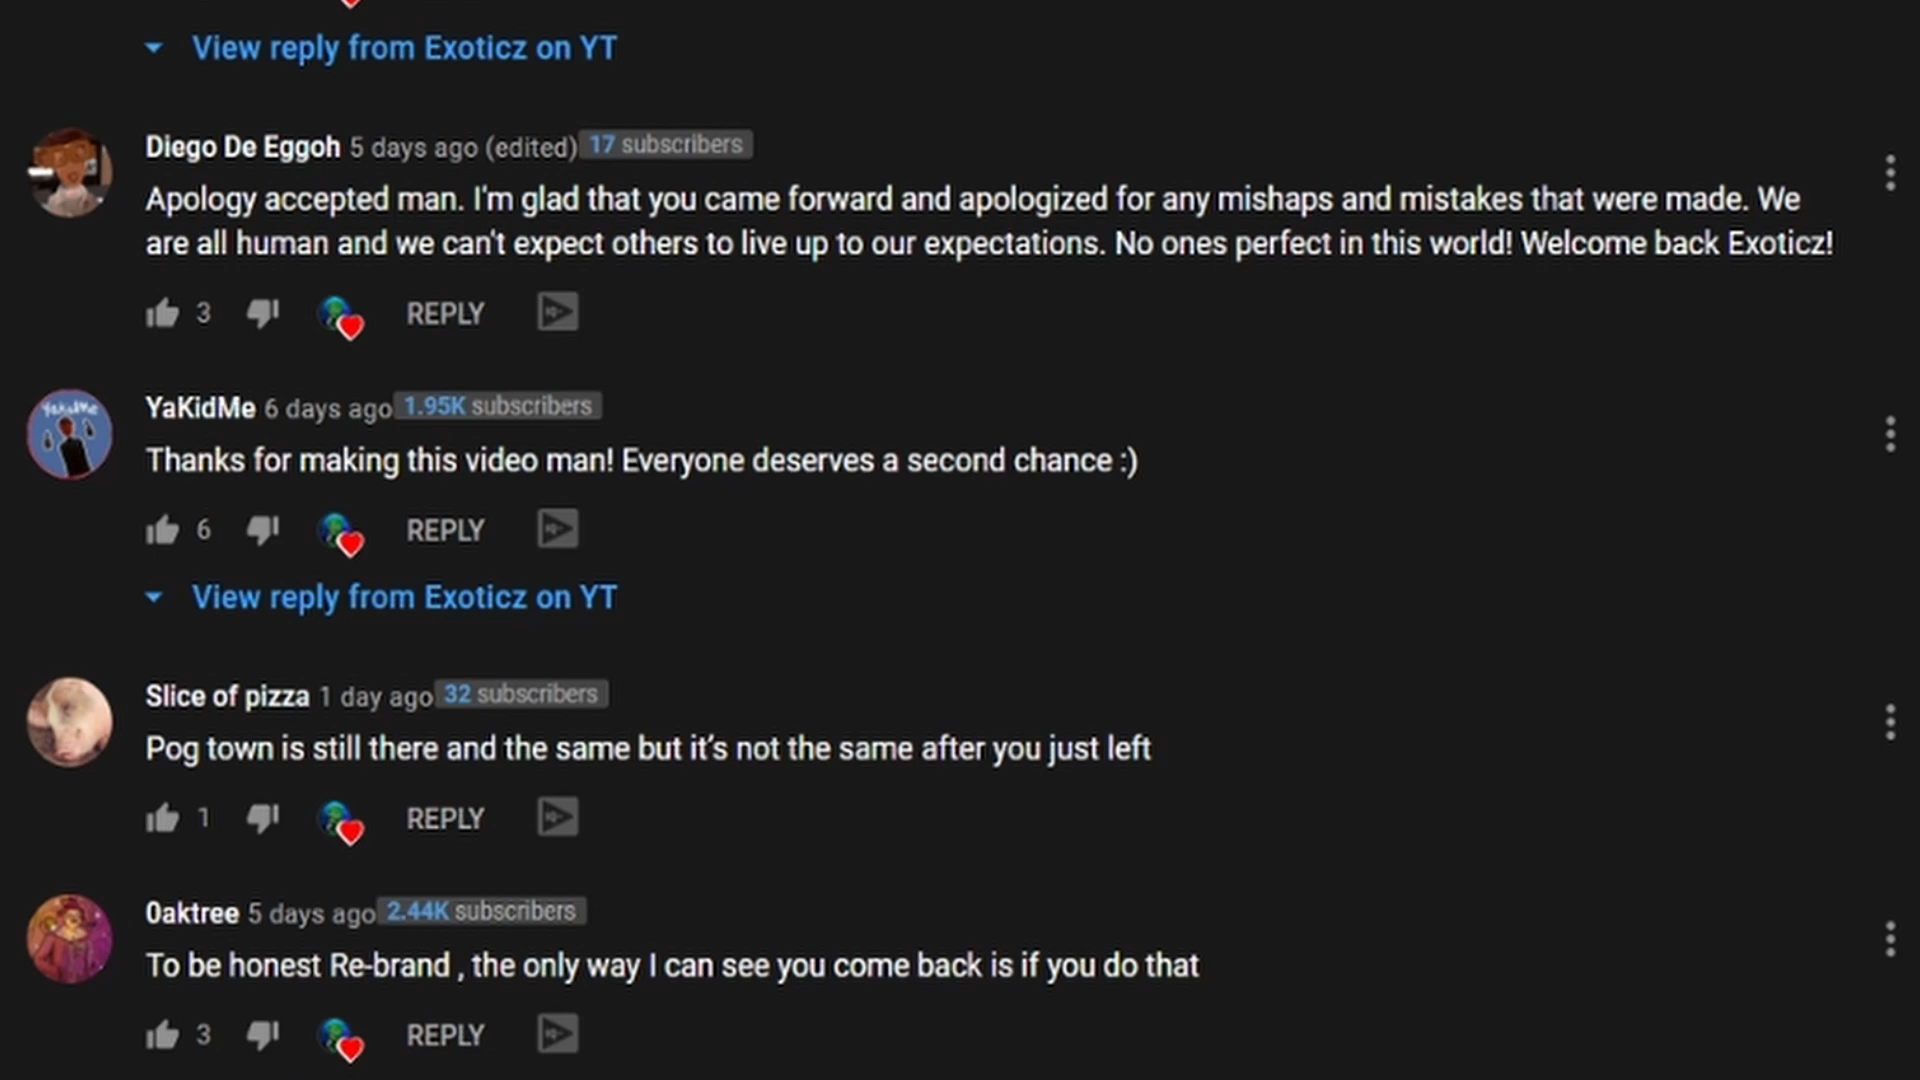 View reply from Exoticz on YT
Diego De Eggoh 5 days ago (edited) 17 subscribers
Apology accepted man. I'm glad that you came forward and apologized for any mishaps and mistakes that were made. We
are all human and we can't expect others to live up to our expectations. No ones perfect in this world! Welcome back Exoticz!
3 REPLY
YaKidMe 6 days ago 1.95K subscribers
Thanks for making this video man! Everyone deserves a second chance :)
6 REPLY
View reply from Exoticz on YT
Slice of pizza 1 day ago 32 subscribers
Pog town is still there and the same but it’s not the same after you just left
1 REPLY
0aktree 5 days ago 2.44K subscribers
To be honest Re-brand , the only way I can see you come back is if you do that
3 REPLY